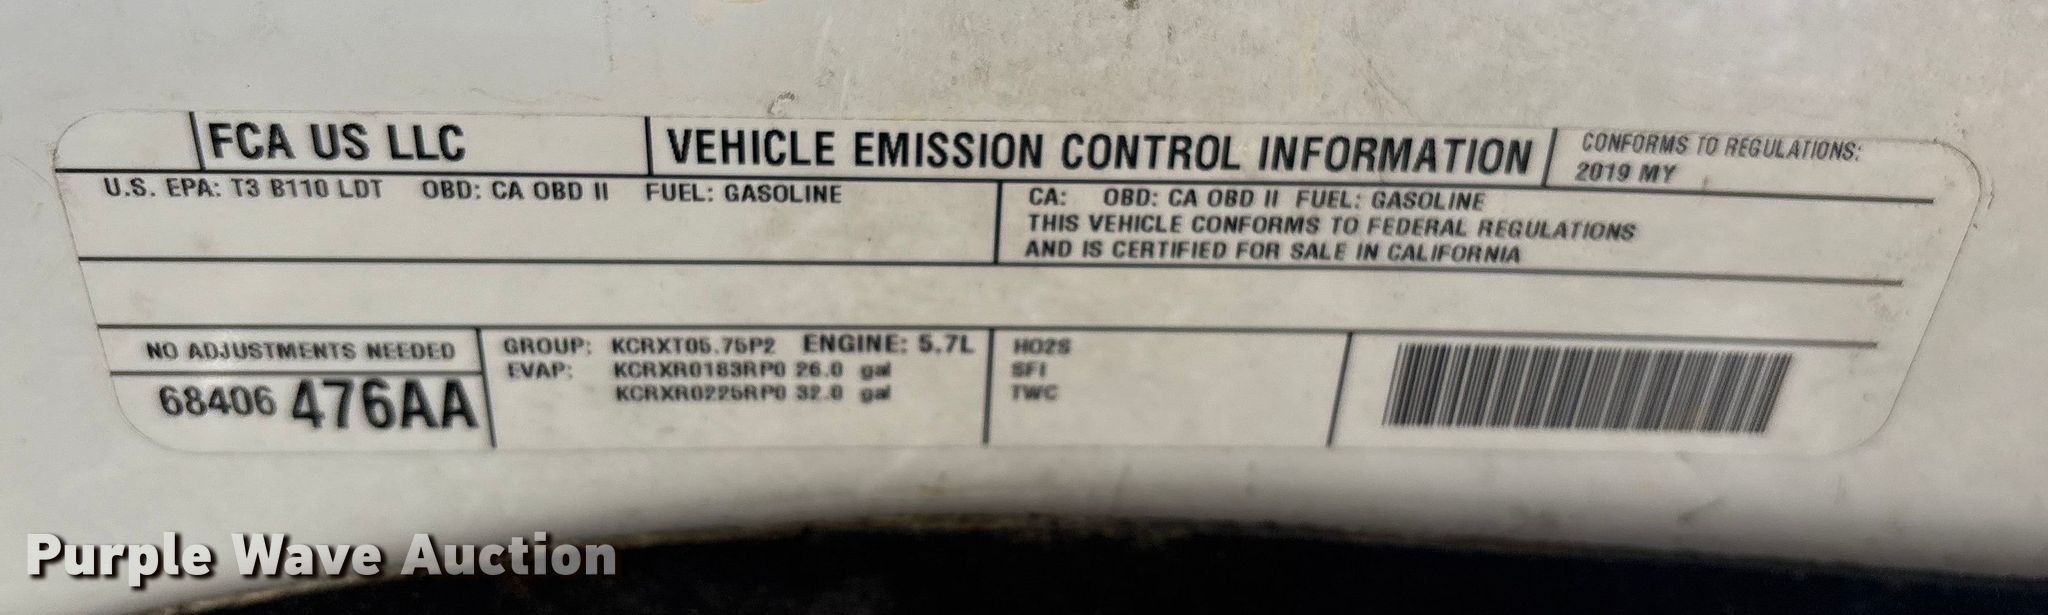 FCA US LLC
VEHICLE EMISSION CONTROL INFORMATION
CONFORMS TO REGULATIONS:
2019 MY
U.S. EPA: T3 B110 LDT OBD: CA OBD II FUEL: GASOLINE
CA: OBD: CA OBD II FUEL: GASOLINE
THIS VEHICLE CONFORMS TO FEDERAL REGULATIONS
AND IS CERTIFIED FOR SALE IN CALIFORNIA
NO ADJUSTMENTS NEEDED
68406 476AA
GROUP: KCRXT05.75P2 ENGINE: 5.7L
EVAP: KCRXR0183RP0 26.0 gal
KCRXR0225RP0 32.0 gal
HO2S
SFI
TWC
Purple Wave Auction